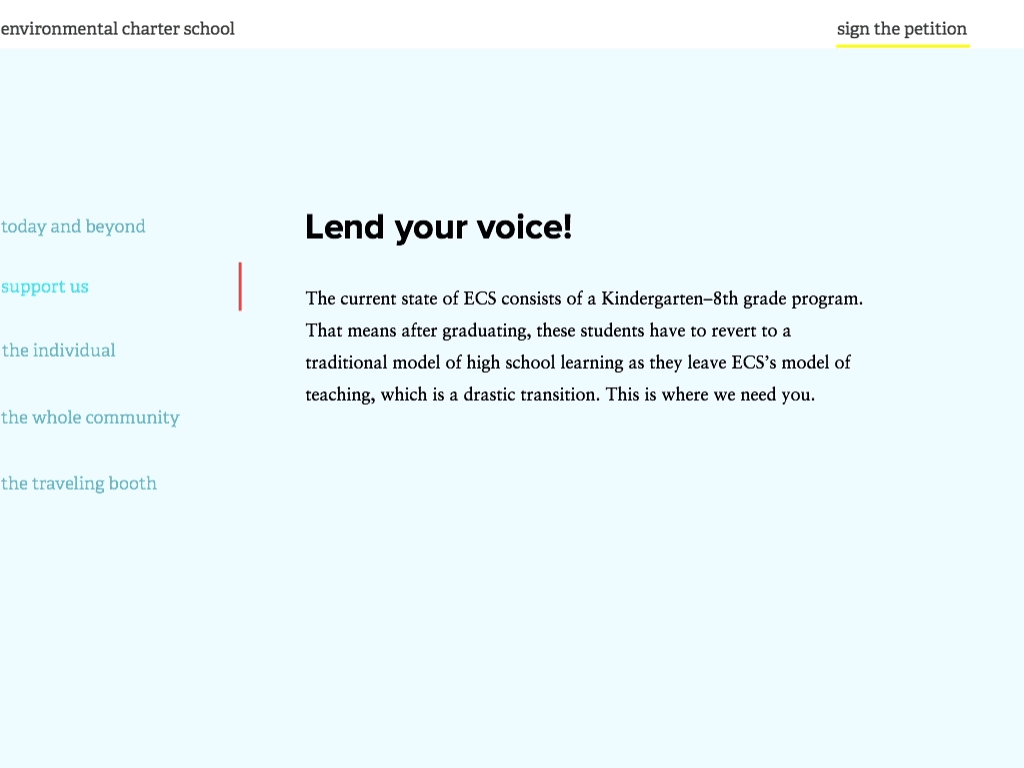 environmental charter school
sign the petition
today and beyond
support us
the individual
the whole community
the traveling booth
Lend your voice!
The current state of ECS consists of a Kindergarten–8th grade program.
That means after graduating, these students have to revert to a
traditional model of high school learning as they leave ECS’s model of
teaching, which is a drastic transition. This is where we need you.